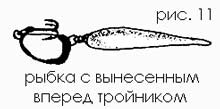 рис. 11
рыбка с вынесенным
вперед тройником